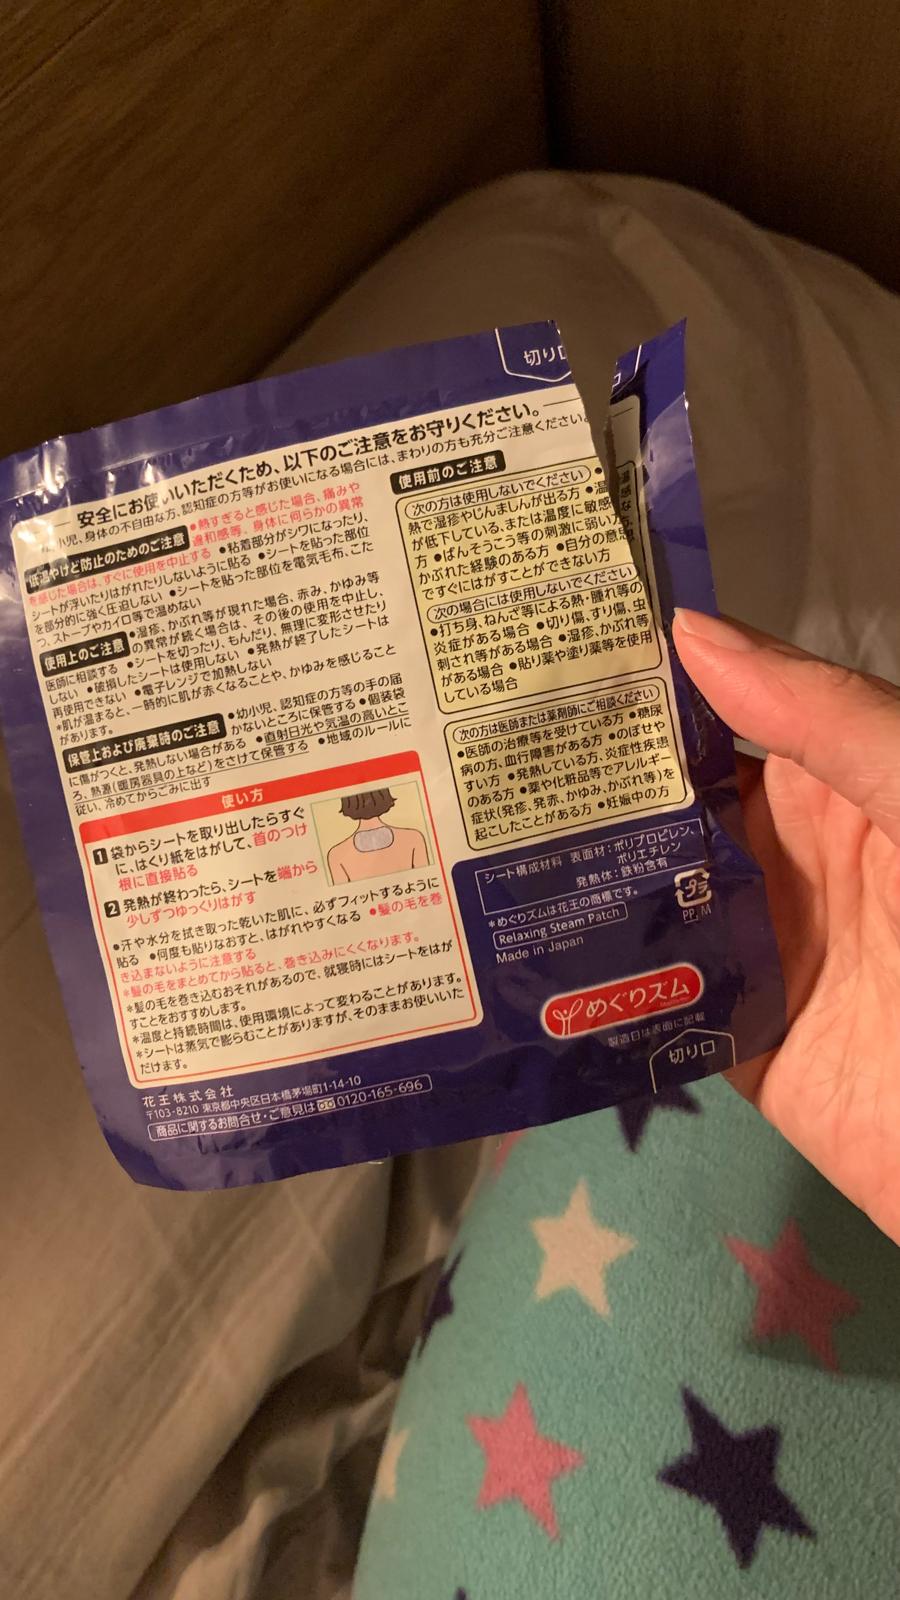 切り
安全にお使いいただくため、以下のご注意をお守りください。
小児、身体の不自由な方、認知症の方等がお使いになる場合には、まわりの方も充分ご注意ください
低温やけど防止のためのご注意
●熱すぎると感じた場合、痛みや
違和感等、身体に何らかの異常
を感じた場合は、すぐに使用を中止する ●粘着部分がシワになったり、
シートが浮いたりはがれたりしないように貼る ●シートを貼った部位
を部分的に強く圧迫しない ●シートを貼った部位を電気毛布、こた
つ、ストーブやカイロ等で温めない
使用上のご注意
●湿疹、かぶれ等が現れた場合、赤み、かゆみ等
の異常が続く場合は、その後の使用を中止し、
医師に相談する ●シートを切ったり、もんだり、無理に変形させたり
しない ●破損したシートは使用しない ●発熱が終了したシートは
再使用できない ●電子レンジで加熱しない
*肌が温まると、一時的に肌が赤くなることや、かゆみを感じること
があります。
保管上および廃棄時のご注意
●幼小児、認知症の方等の手の届
かないところに保管する ●個装袋
に傷がつくと、発熱しない場合がある ●直射日光や気温の高いとこ
ろ、熱源(暖房器具の上など)をさけて保管する ●地域のルールに
従い、冷めてからごみに出す
使い方
1 袋からシートを取り出したらすぐ
に、はくり紙をはがして、首のつけ
根に直接貼る
2 発熱が終わったら、シートを端から
少しずつゆっくりはがす
●汗や水分を拭き取った乾いた肌に、必ずフィットするように
貼る ●何度も貼りなおすと、はがれやすくなる ●髪の毛を巻
き込まないように注意する
*髪の毛をまとめてから貼ると、巻き込みにくくなります。
*髪の毛を巻き込むおそれがあるので、就寝時にはシートをはが
すことをおすすめします。
*温度と持続時間は、使用環境によって変わることがあります。
*シートは蒸気で膨らむことがありますが、そのままお使いいた
だけます。
花王株式会社
〒103-8210 東京都中央区日本橋茅場町1-14-10
商品に関するお問合せ・ご意見は 0120-165-696
使用前のご注意
次の方は使用しないでください
●温
熱で湿疹やじんましんが出る方
が低下している、または温度に敏感
方 ●ばんそうこう等の刺激に弱い方、
かぶれた経験のある方 ●自分の意思
ですぐにはがすことができない方
次の場合には使用しないでください
●打ち身、ねんざ等による熱・腫れ等の
炎症がある場合 ●切り傷、すり傷、虫
刺され等がある場合 ●湿疹、かぶれ等
がある場合 ●貼り薬や塗り薬等を使用
している場合
次の方は医師または薬剤師にご相談ください
●医師の治療等を受けている方 ●糖尿
病の方、血行障害がある方 ●のぼせや
すい方 ●発熱している方、炎症性疾患
のある方 ●薬や化粧品等でアレルギー
症状(発疹、発赤、かゆみ、かぶれ等)を
起こしたことがある方 ●妊娠中の方
シート構成材料 表面材:ポリプロピレン、
ポリエチレン
発熱体:鉄粉含有
*めぐりズムは花王の商標です。
プラ
PP, M
Relaxing Steam Patch
Made in Japan
めぐりズム
製造日は表面に記載
切り口